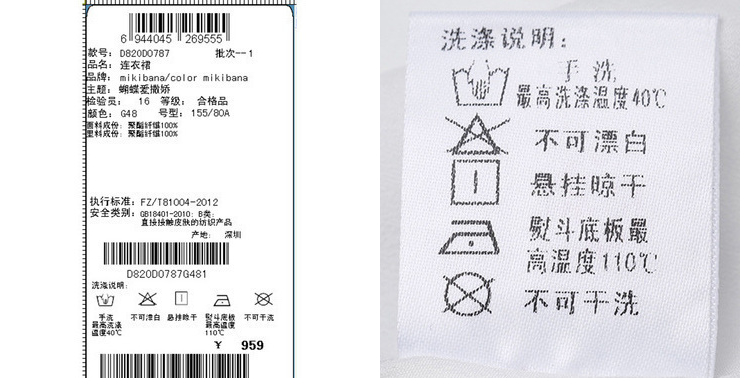 6 944045 269555
款号: D820D0787 批次--1
品名: 连衣裙
品牌: mikibana/color mikibana
主题: 蝴蝶爱撒娇
检验员: 16 等级: 合格品
颜色: G48 号型: 155/80A
面料成份: 聚酯纤维100%
里料成份: 聚酯纤维100%
执行标准: FZ/T81004-2012
安全类别: GB18401-2010; B类;
直接接触皮肤的纺织产品
产地: 深圳
D820D0787G481
洗涤说明:
手洗 不可漂白 悬挂晾干 熨斗底板 不可干洗
最高洗涤 最高温度
温度40℃ 110℃
¥ 959
洗涤说明:
手洗
最高洗涤温度40℃
不可漂白
悬挂晾干
熨斗底板最
高温度110℃
不可干洗